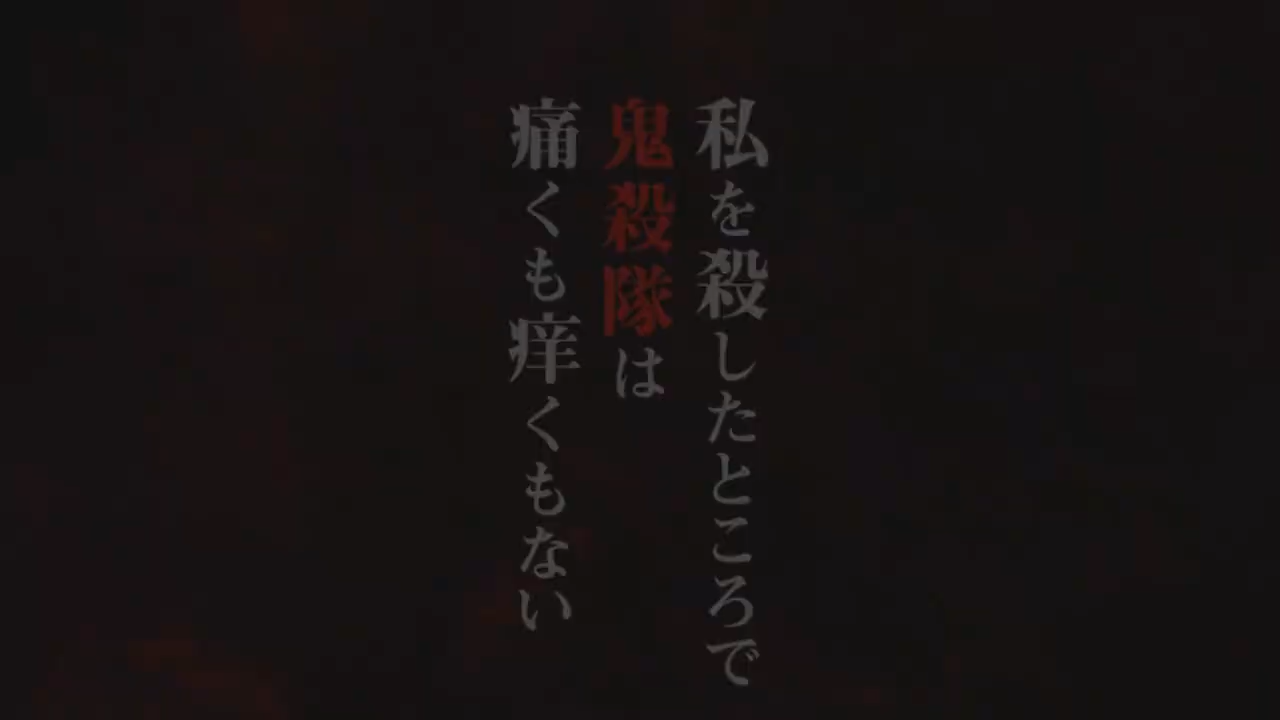 私を殺したところで
鬼殺隊は
痛くも痒くもない